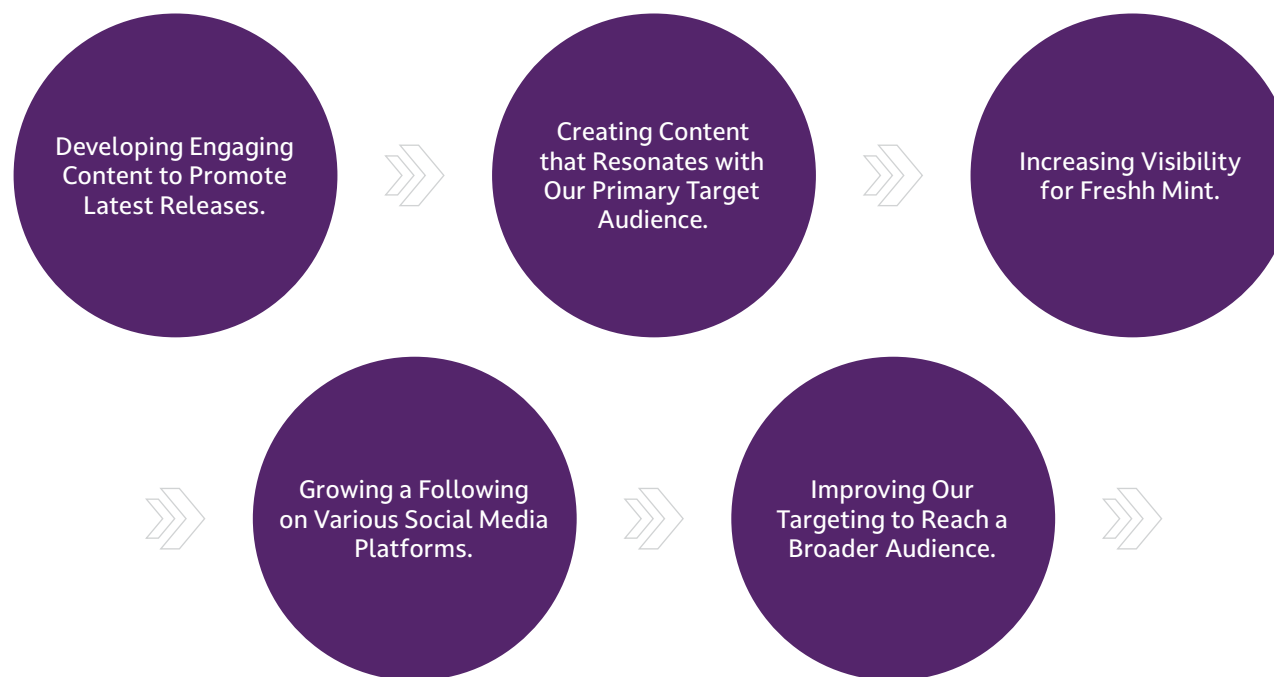 Developing Engaging
Content to Promote
Latest Releases.
Creating Content
that Resonates with
Our Primary Target
Audience.
Increasing Visibility
for Freshh Mint.
Growing a Following
on Various Social Media
Platforms.
Improving Our
Targeting to Reach a
Broader Audience.